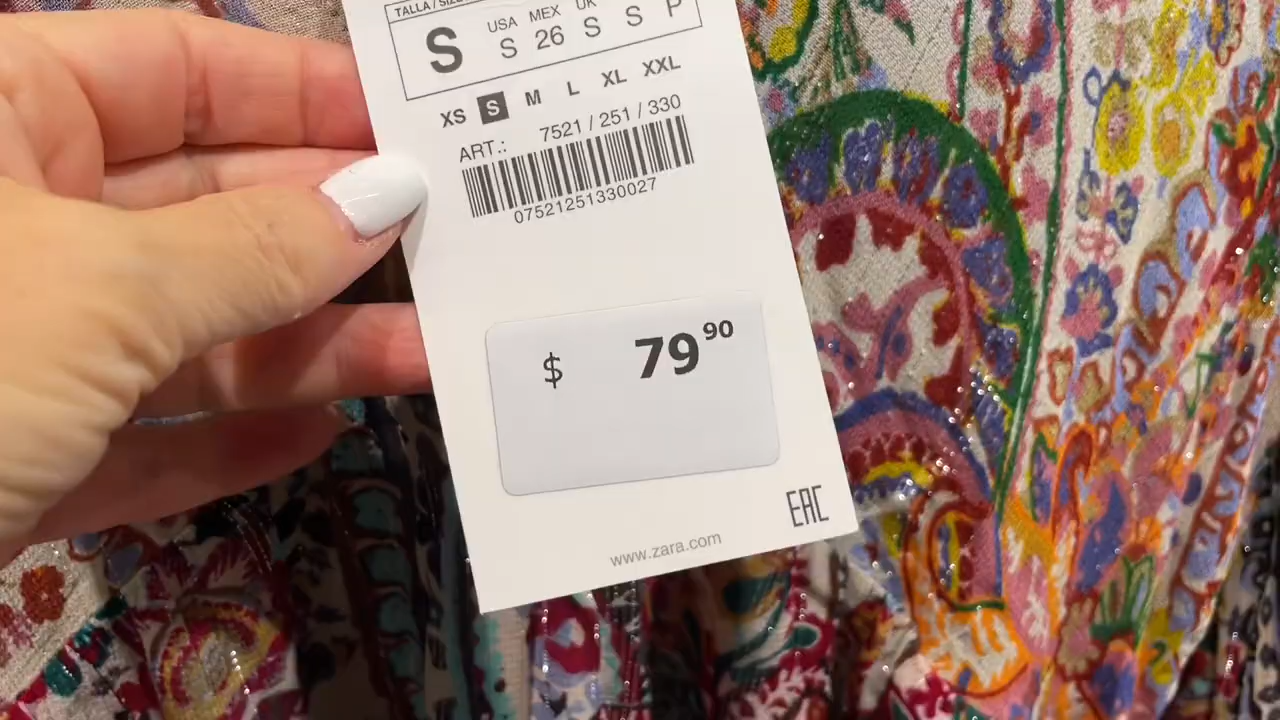 TALLA/SIZE
USA MEX UK
S S 26 S S P
XS S M L XL XXL
ART.: 7521 / 251 / 330
07521251330027
$ 79 90
EAC
www.zara.com